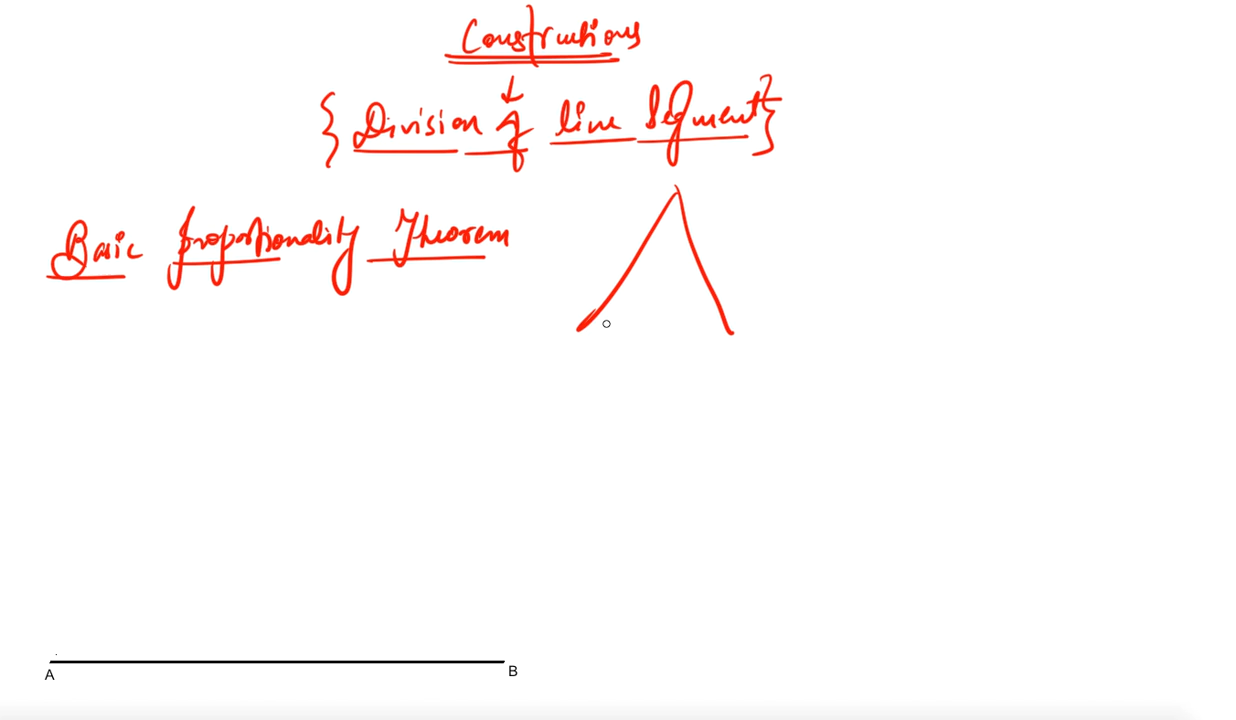 Constructions
{ Division of line Segment }
Basic proportionality Theorem
A B